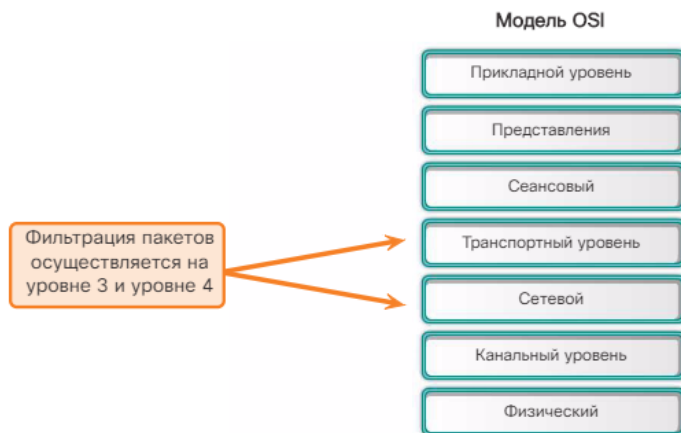 Модель OSI
Прикладной уровень
Представления
Сеансовый
Фильтрация пакетов
осуществляется на
уровне 3 и уровне 4
Транспортный уровень
Сетевой
Канальный уровень
Физический